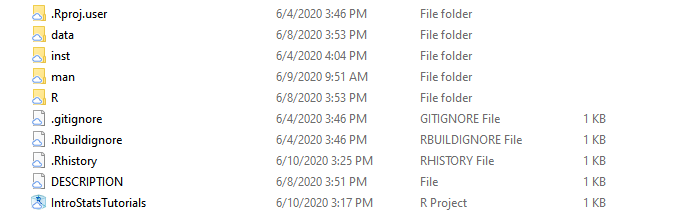 .Rproj.user 6/4/2020 3:46 PM File folder
data 6/8/2020 3:53 PM File folder
inst 6/4/2020 4:04 PM File folder
man 6/9/2020 9:51 AM File folder
R 6/8/2020 3:53 PM File folder
.gitignore 6/4/2020 3:46 PM GITIGNORE File 1 KB
.Rbuildignore 6/4/2020 3:46 PM RBUILDIGNORE File 1 KB
.Rhistory 6/10/2020 3:25 PM RHISTORY File 1 KB
DESCRIPTION 6/8/2020 3:51 PM File 1 KB
IntroStatsTutorials 6/10/2020 3:17 PM R Project 1 KB